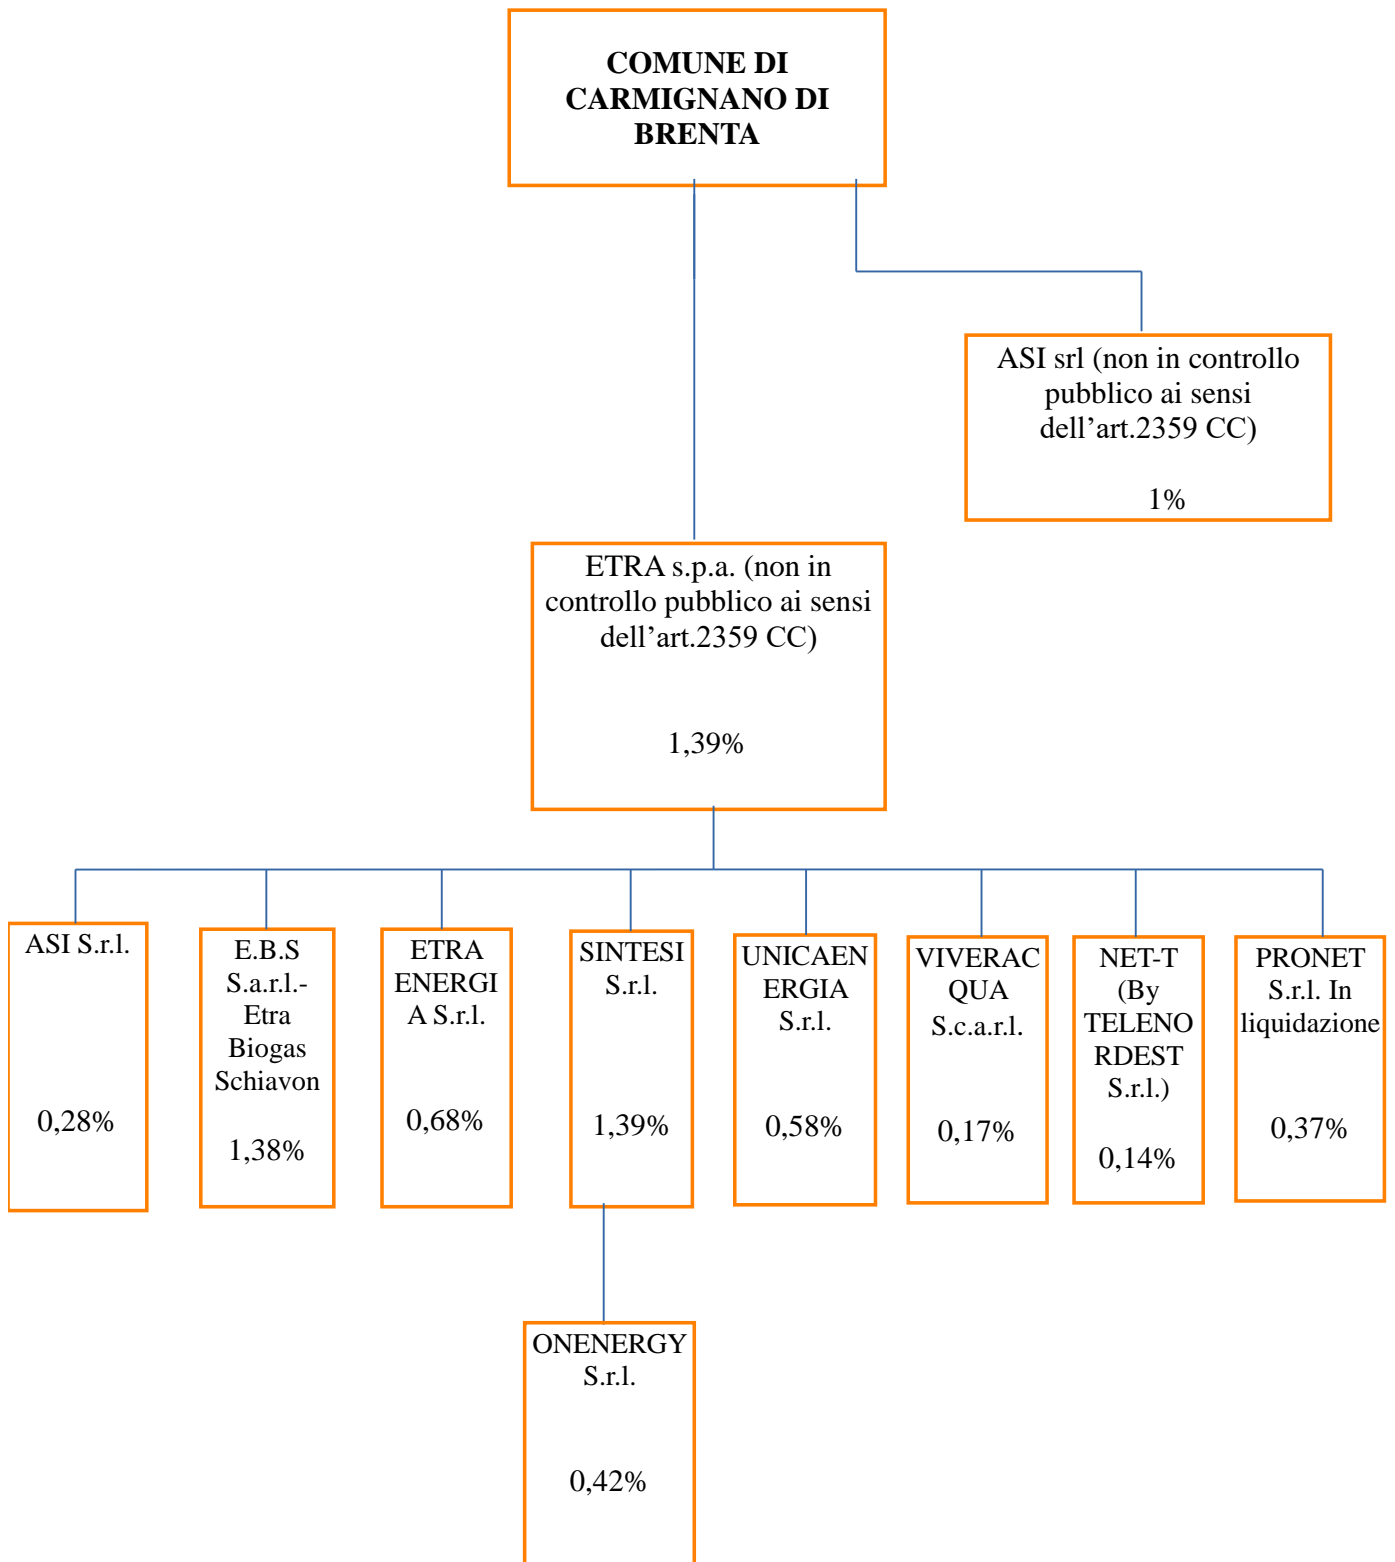 COMUNE DI
CARMIGNANO DI
BRENTA
ASI srl (non in controllo
pubblico ai sensi
dell’art.2359 CC)
1%
ETRA s.p.a. (non in
controllo pubblico ai sensi
dell’art.2359 CC)
1,39%
ASI S.r.l.
0,28%
E.B.S
S.a.r.l.-
Etra
Biogas
Schiavon
1,38%
ETRA
ENERGI
A S.r.l.
0,68%
SINTESI
S.r.l.
1,39%
UNICAEN
ERGIA
S.r.l.
0,58%
VIVERAC
QUA
S.c.a.r.l.
0,17%
NET-T
(By
TELENO
RDEST
S.r.l.)
0,14%
PRONET
S.r.l. In
liquidazione
0,37%
ONENERGY
S.r.l.
0,42%